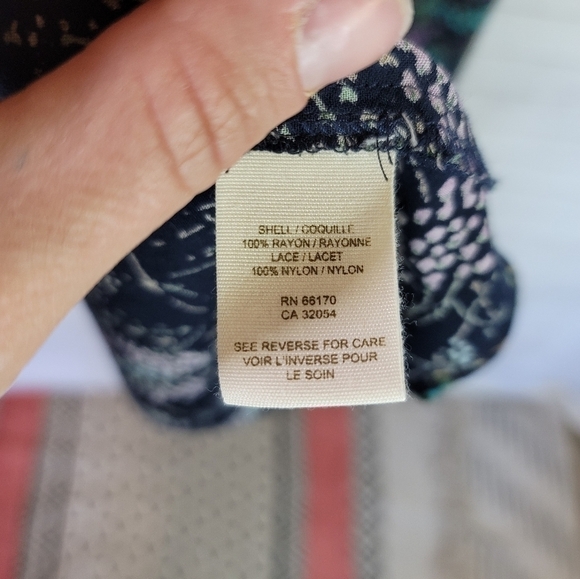 SHELL / COQUILLE
100% RAYON / RAYONNE
LACE / LACET
100% NYLON / NYLON
RN 66170
CA 32054
SEE REVERSE FOR CARE
VOIR L'INVERSE POUR
LE SOIN